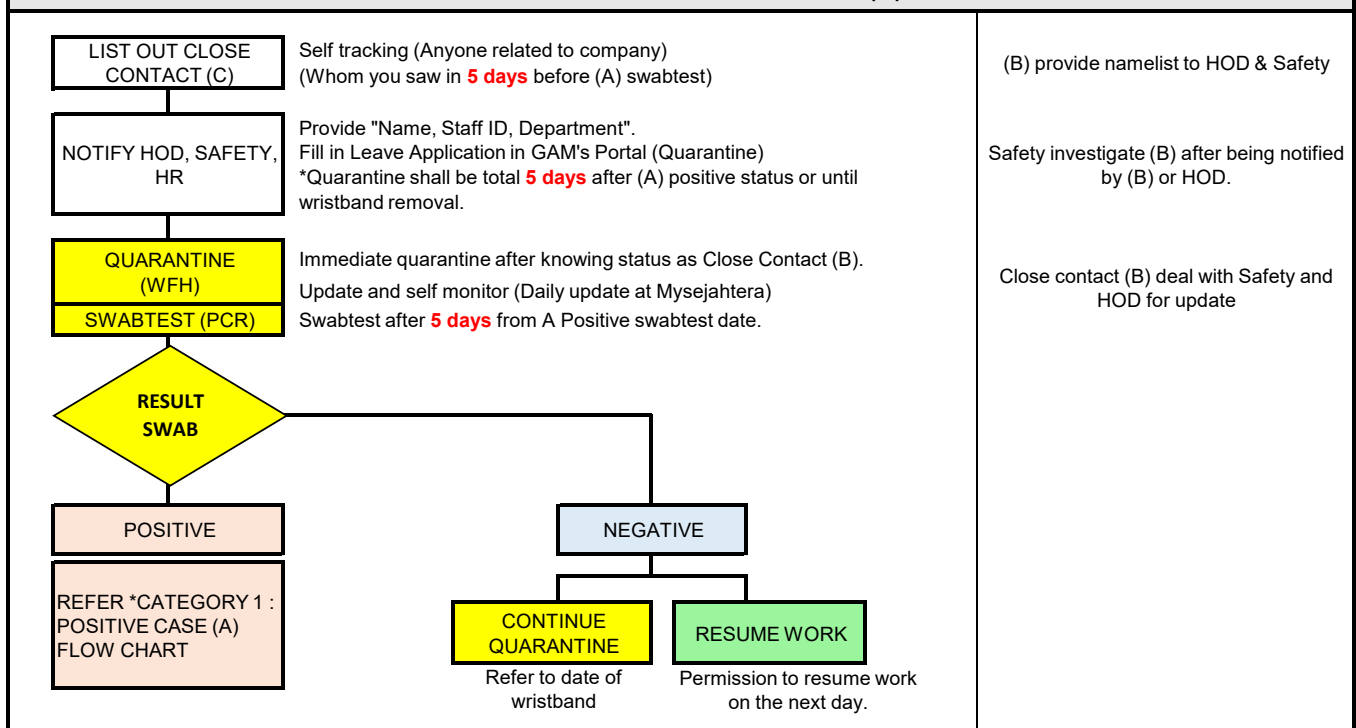 LIST OUT CLOSE
CONTACT (C)
Self tracking (Anyone related to company)
(Whom you saw in 5 days before (A) swabtest)
(B) provide namelist to HOD & Safety
NOTIFY HOD, SAFETY,
HR
Provide "Name, Staff ID, Department".
Fill in Leave Application in GAM's Portal (Quarantine)
*Quarantine shall be total 5 days after (A) positive status or until
wristband removal.
Safety investigate (B) after being notified
by (B) or HOD.
QUARANTINE
(WFH)
Immediate quarantine after knowing status as Close Contact (B).
Update and self monitor (Daily update at Mysejahtera)
Close contact (B) deal with Safety and
HOD for update
SWABTEST (PCR)
Swabtest after 5 days from A Positive swabtest date.
RESULT
SWAB
POSITIVE
NEGATIVE
REFER *CATEGORY 1 :
POSITIVE CASE (A)
FLOW CHART
CONTINUE
QUARANTINE
RESUME WORK
Refer to date of
wristband
Permission to resume work
on the next day.